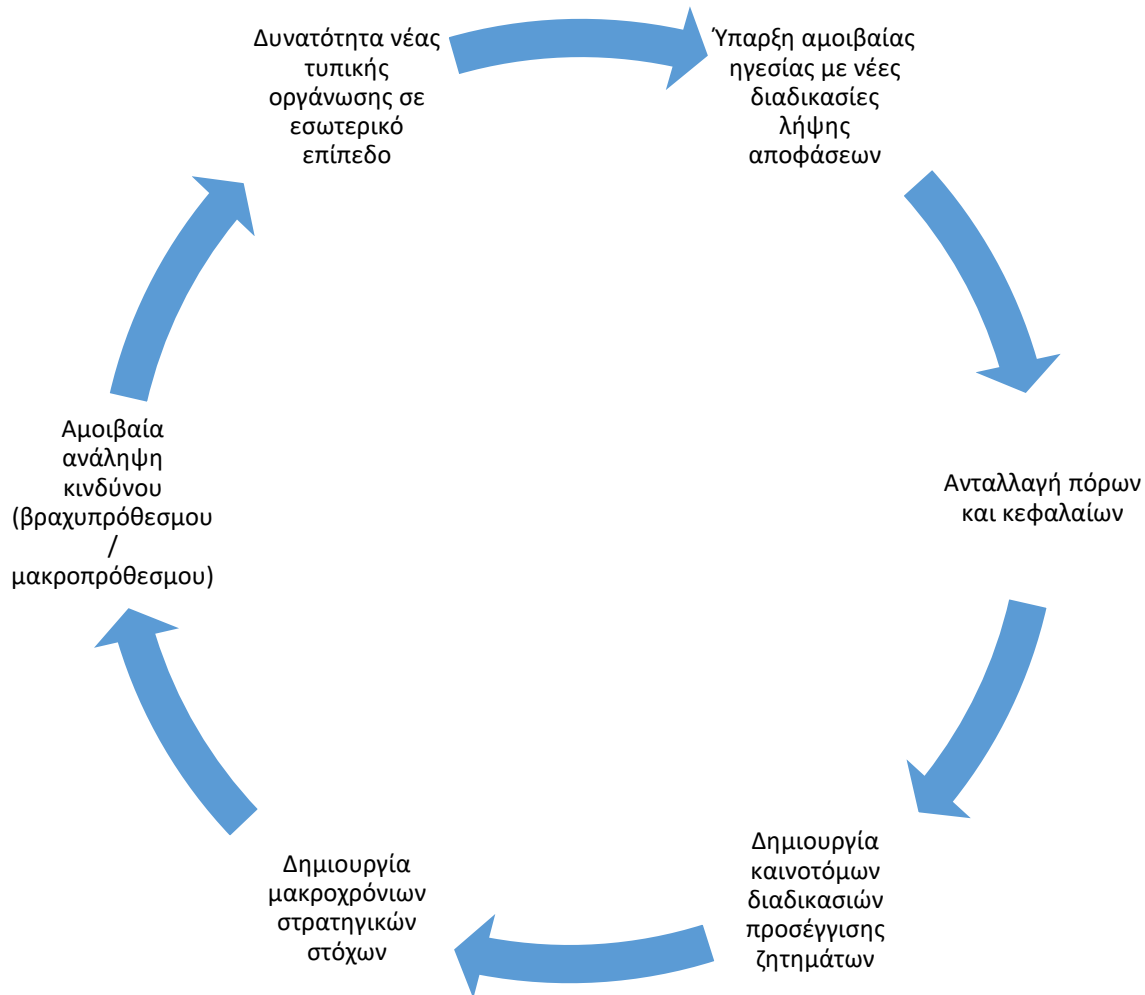 Δυνατότητα νέας
τυπικής
οργάνωσης σε
εσωτερικό
επίπεδο
Ύπαρξη αμοιβαίας
ηγεσίας με νέες
διαδικασίες
λήψης
αποφάσεων
Ανταλλαγή πόρων
και κεφαλαίων
Δημιουργία
καινοτόμων
διαδικασιών
προσέγγισης
ζητημάτων
Δημιουργία
μακροχρόνιων
στρατηγικών
στόχων
Αμοιβαία
ανάληψη
κινδύνου
(βραχυπρόθεσμου
/
μακροπρόθεσμου)